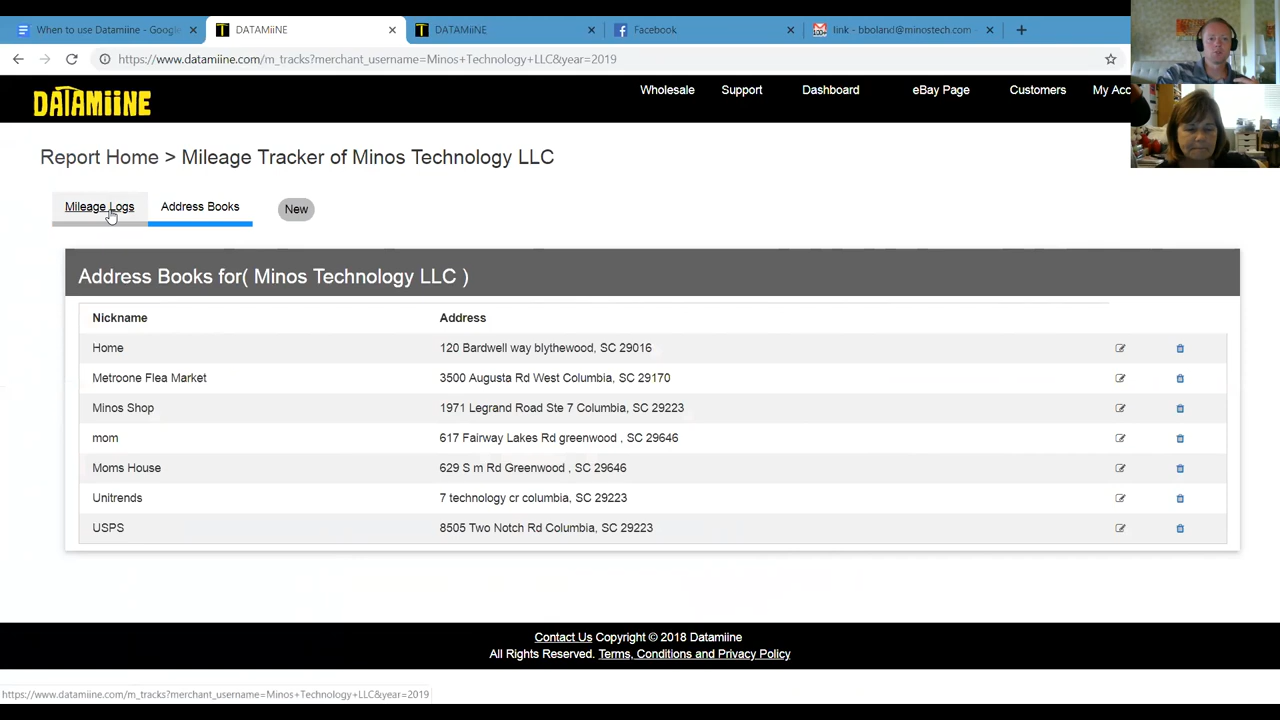 When to use Datamiine - Google
DATAMiiNE
DATAMiiNE
Facebook
100+
link - bboland@minostech.com -
https://www.datamiine.com/m_tracks?merchant_username=Minos+Technology+LLC&year=2019
DATAMIINE
Wholesale
Support
Dashboard
eBay Page
Customers
My Acc
Report Home > Mileage Tracker of Minos Technology LLC
Mileage Logs
Address Books
New
Address Books for( Minos Technology LLC )
Nickname Address
Home 120 Bardwell way blythewood, SC 29016
Metroone Flea Market 3500 Augusta Rd West Columbia, SC 29170
Minos Shop 1971 Legrand Road Ste 7 Columbia, SC 29223
mom 617 Fairway Lakes Rd greenwood , SC 29646
Moms House 629 S m Rd Greenwood , SC 29646
Unitrends 7 technology cr columbia, SC 29223
USPS 8505 Two Notch Rd Columbia, SC 29223
Contact Us Copyright © 2018 Datamiine
All Rights Reserved. Terms, Conditions and Privacy Policy
https://www.datamiine.com/m_tracks?merchant_username=Minos+Technology+LLC&year=2019